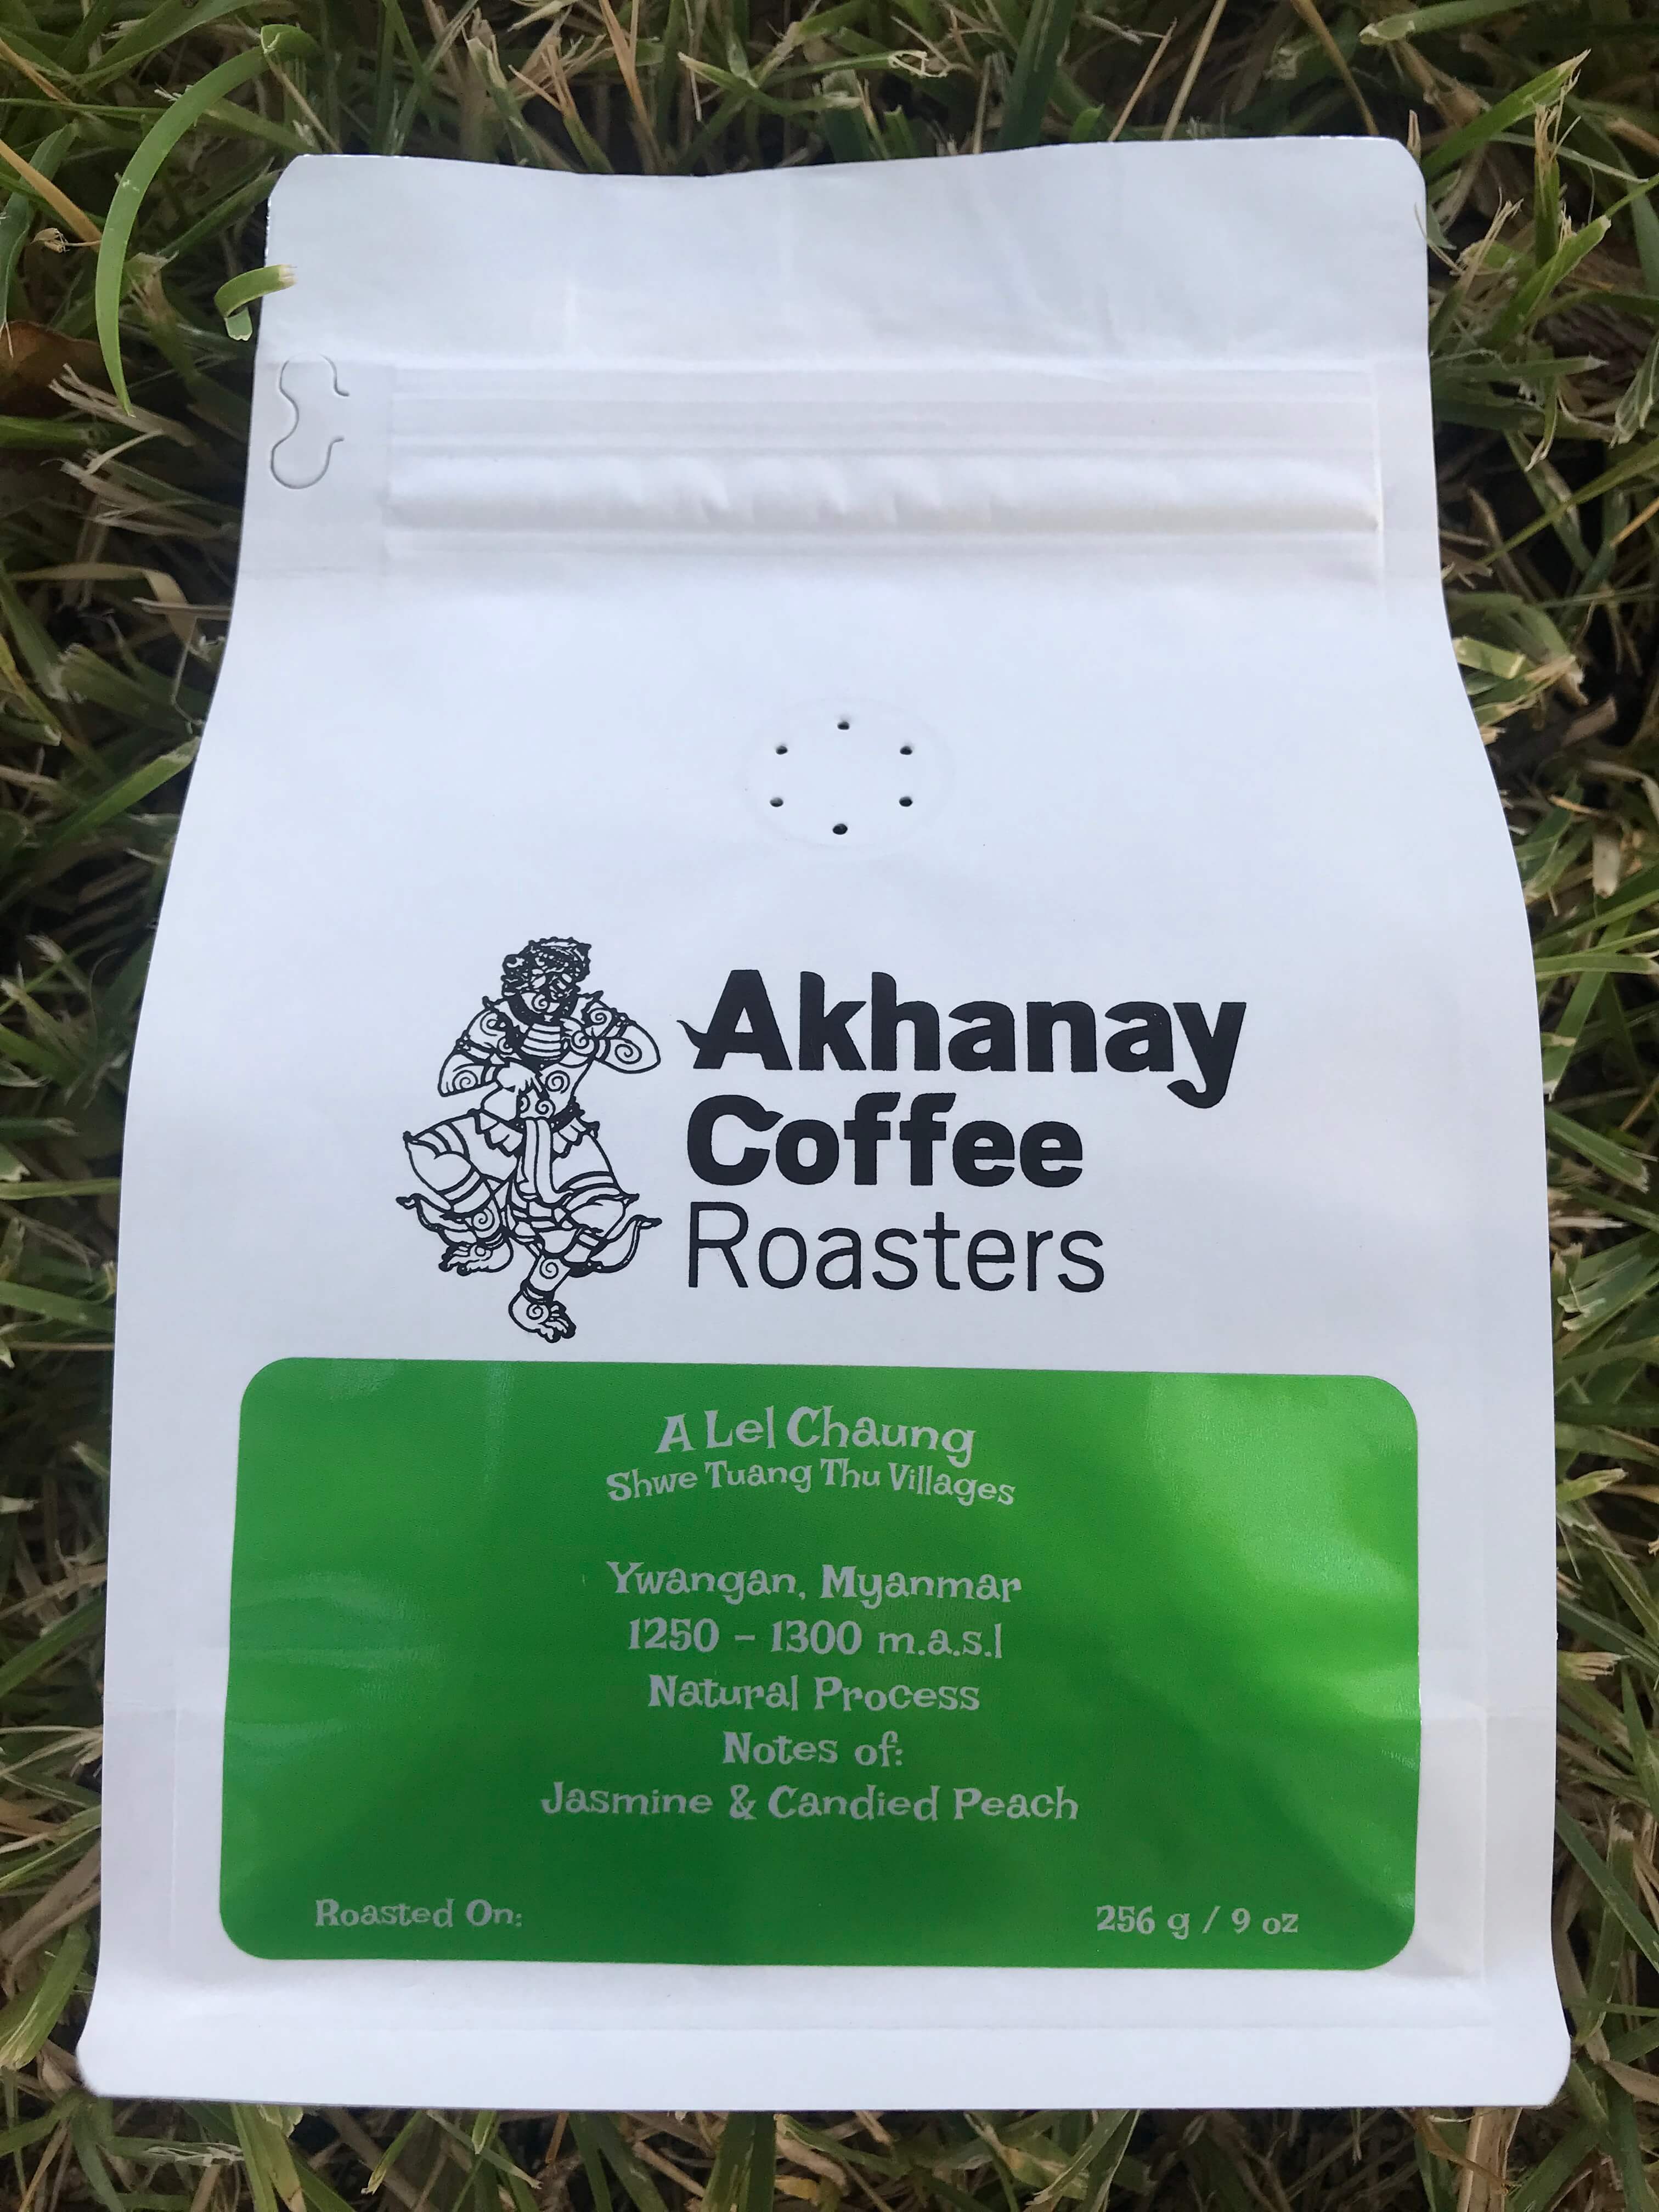 Akhanay
Coffee
Roasters
A Lel Chaung
Shwe Tuang Thu Villages
Ywangan, Myanmar
1250 – 1300 m.a.s.l
Natural Process
Notes of:
Jasmine & Candied Peach
Roasted On:
256 g / 9 oz